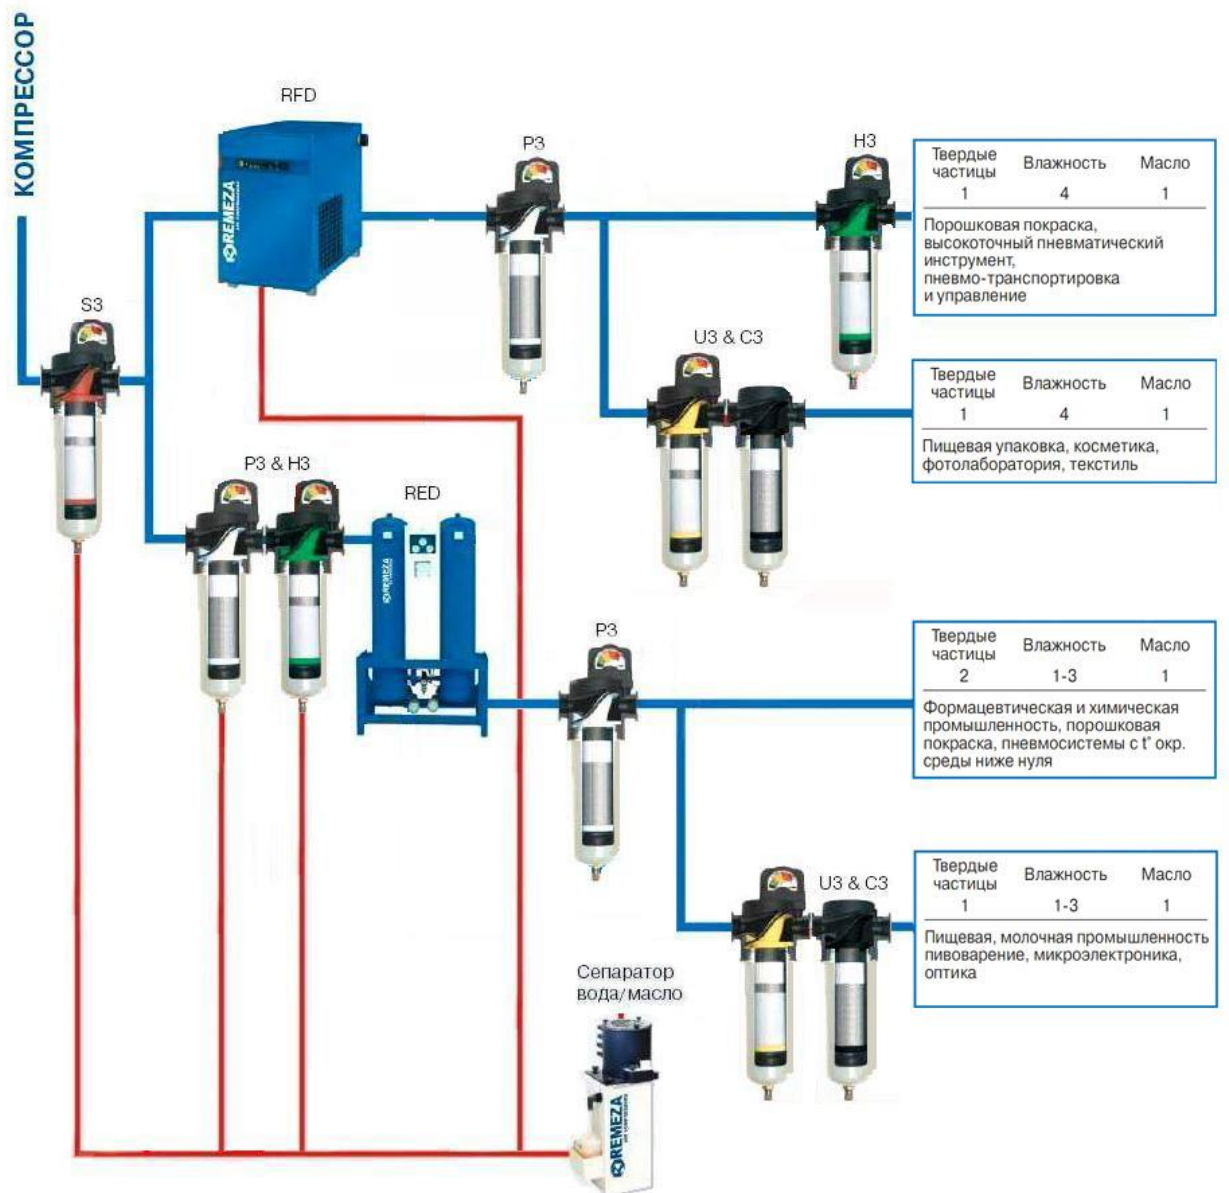 КОМПРЕССОР
RFD
P3
H3
Твердые частицы Влажность Масло
1 4 1
Порошковая покраска,
высокоточный пневматический
инструмент,
пневмо-транспортировка
и управление
REMEZA
S3
U3 & C3
Твердые частицы Влажность Масло
1 4 1
Пищевая упаковка, косметика,
фотолаборатория, текстиль
P3 & H3
RED
REMEZA
P3
Твердые частицы Влажность Масло
2 1-3 1
Формацевтическая и химическая
промышленность, порошковая
покраска, пневмосистемы с t° окр.
среды ниже нуля
U3 & C3
Твердые частицы Влажность Масло
1 1-3 1
Пищевая, молочная промышленность
пивоварение, микроэлектроника,
оптика
Сепаратор
вода/масло
REMEZA